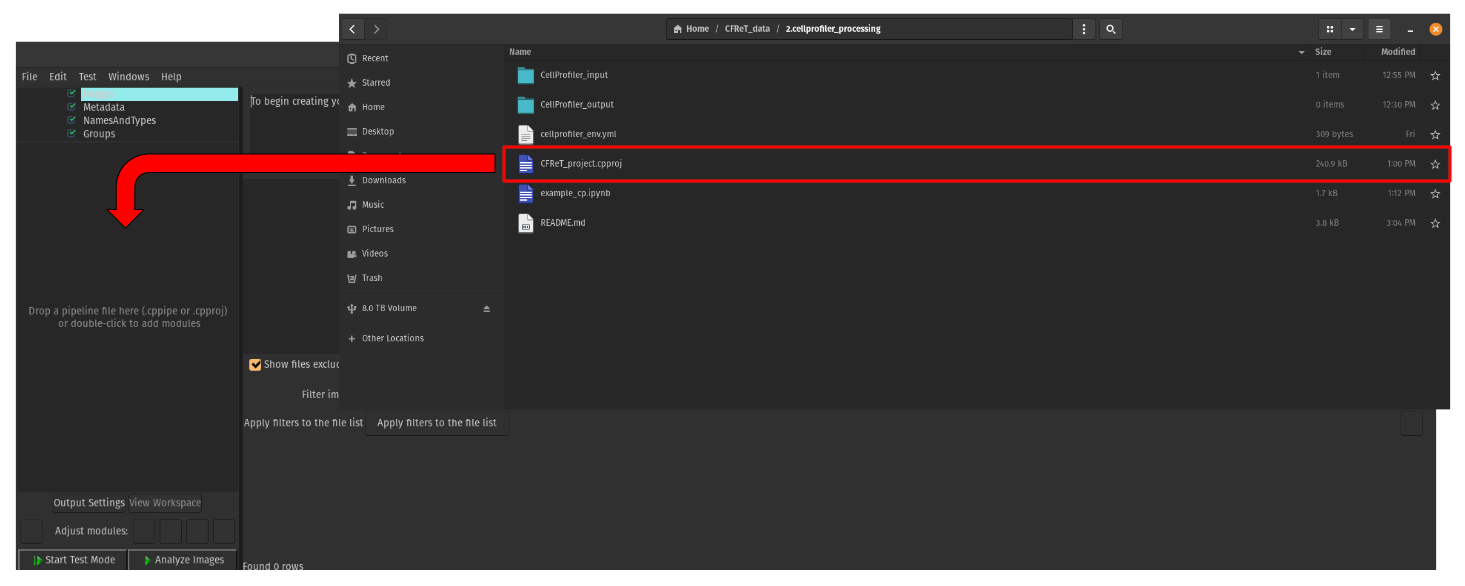 Home / CFReT_data / 2.cellprofiler_processing
File Edit Test Windows Help
Metadata
NamesAndTypes
Groups
Drop a pipeline file here (.cppipe or .cpproj)
or double-click to add modules
Output Settings View Workspace
Adjust modules:
Start Test Mode Analyze Images
To begin creating yo
Show files exclud
Filter im
Apply filters to the file list Apply filters to the file list
Found 0 rows
Recent
Starred
Home
Desktop
Downloads
Music
Pictures
Videos
Trash
8.0 TB Volume
+ Other Locations
Name Size Modified
CellProfiler_input 1 item 12:55 PM
CellProfiler_output 0 items 12:30 PM
cellprofiler_env.yml 309 bytes Fri
CFReT_project.cpproj 240.9 kB 1:00 PM
example_cp.ipynb 1.7 kB 1:12 PM
README.md 3.8 kB 3:04 PM